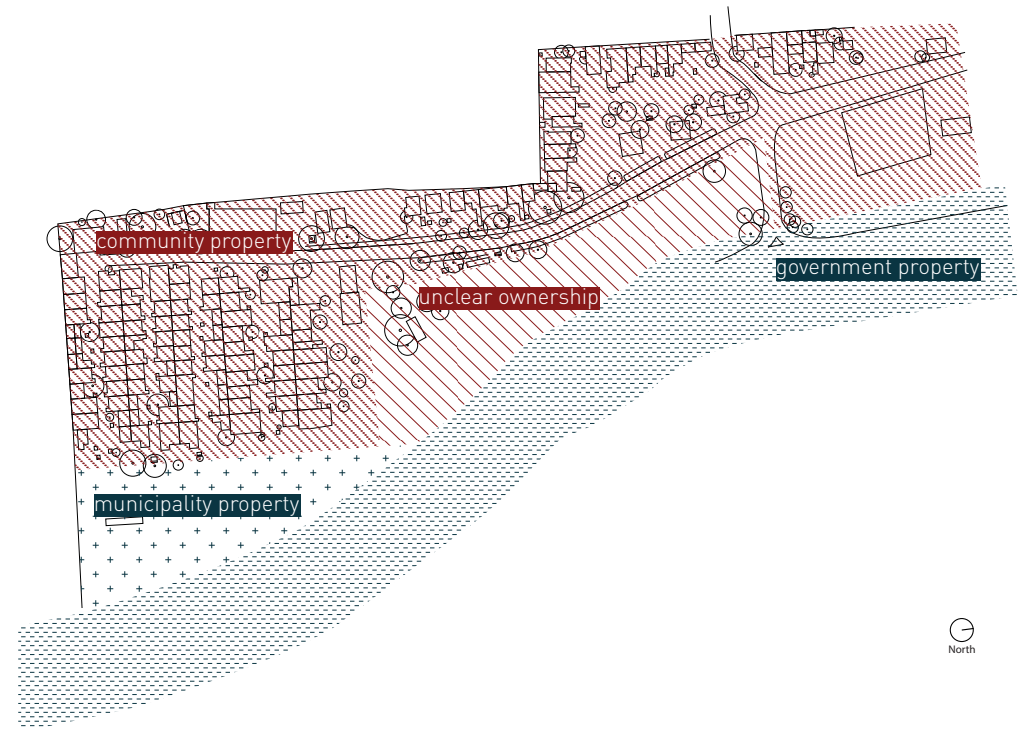 community property
government property
unclear ownership
municipality property
North